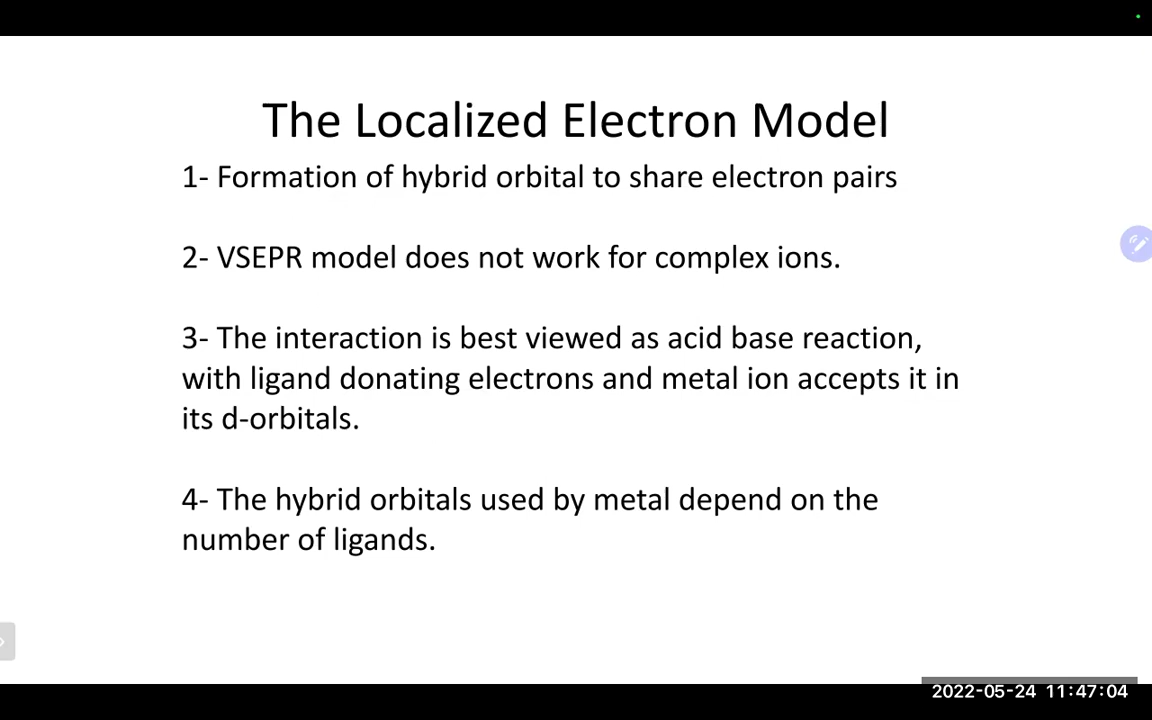 The Localized Electron Model
1- Formation of hybrid orbital to share electron pairs
2- VSEPR model does not work for complex ions.
3- The interaction is best viewed as acid base reaction,
with ligand donating electrons and metal ion accepts it in
its d-orbitals.
4- The hybrid orbitals used by metal depend on the
number of ligands.
2022-05-24 11:47:04